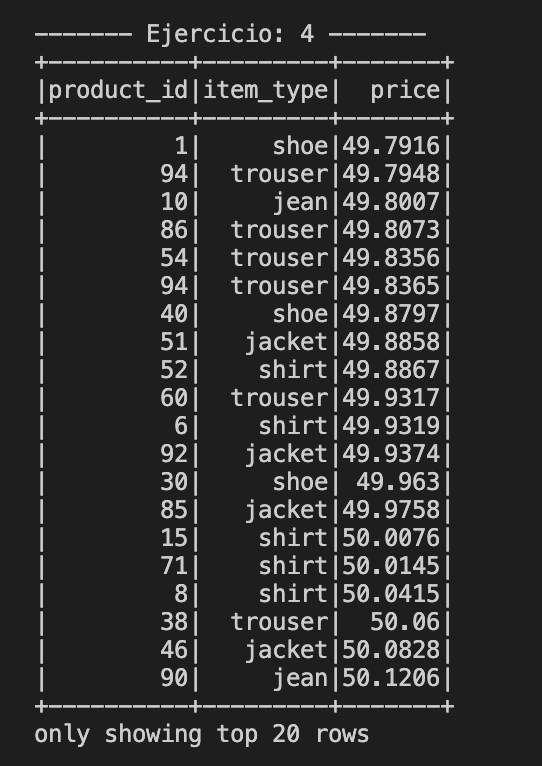 ------- Ejercicio: 4 -------
+----------+---------+-------+
|product_id|item_type|  price|
+----------+---------+-------+
|         1|     shoe|49.7916|
|        94|  trouser|49.7948|
|        10|     jean|49.8007|
|        86|  trouser|49.8073|
|        54|  trouser|49.8356|
|        94|  trouser|49.8365|
|        40|     shoe|49.8797|
|        51|   jacket|49.8858|
|        52|    shirt|49.8867|
|        60|  trouser|49.9317|
|         6|    shirt|49.9319|
|        92|   jacket|49.9374|
|        30|     shoe| 49.963|
|        85|   jacket|49.9758|
|        15|    shirt|50.0076|
|        71|    shirt|50.0145|
|         8|    shirt|50.0415|
|        38|  trouser|  50.06|
|        46|   jacket|50.0828|
|        90|     jean|50.1206|
+----------+---------+-------+
only showing top 20 rows